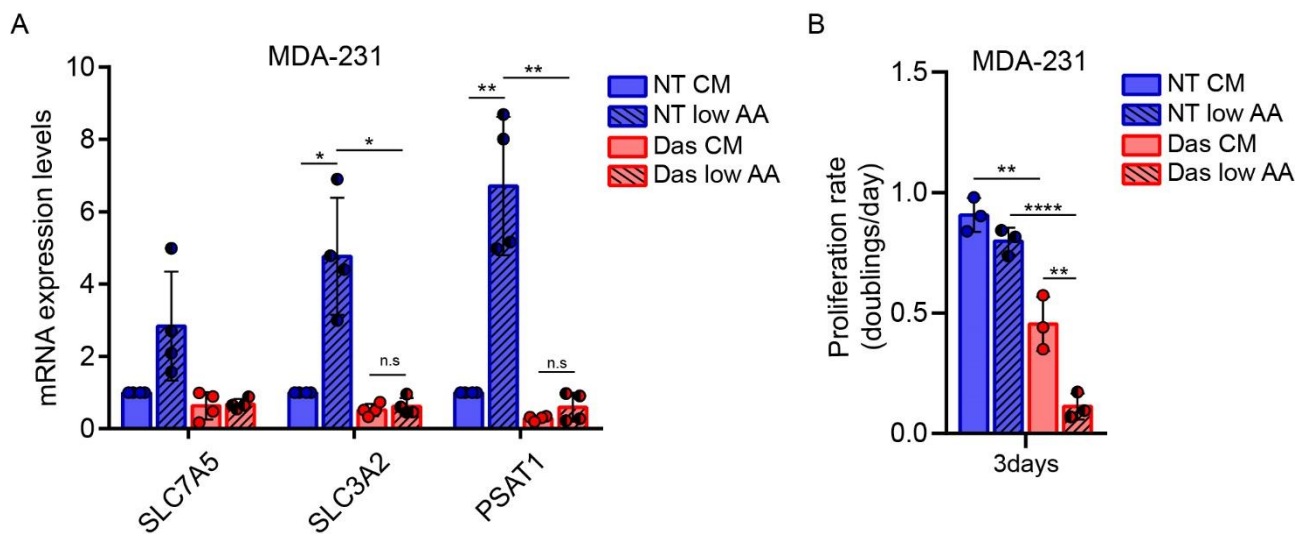 A
MDA-231
mRNA expression levels
10
8
6
4
2
0
*
*
**
**
n.s
n.s
SLC7A5
SLC3A2
PSAT1
NT CM
NT low AA
Das CM
Das low AA
B
MDA-231
Proliferation rate
(doublings/day)
1.5
1.0
0.5
0.0
**
****
**
3days
NT CM
NT low AA
Das CM
Das low AA